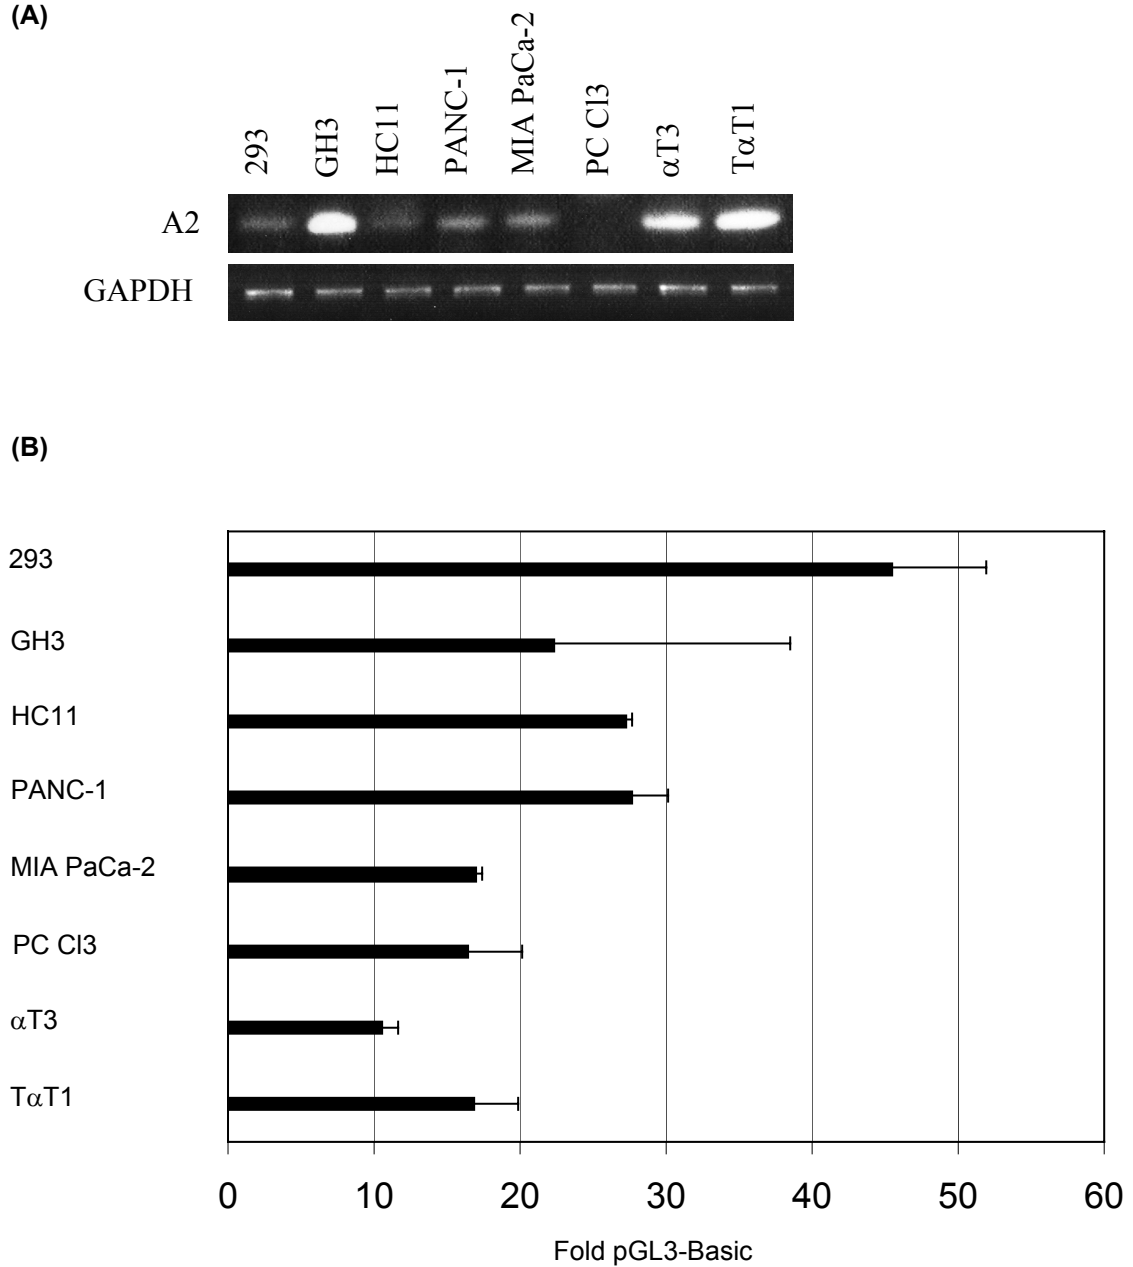 (A)
293 GH3 HC11 PANC-1 MIA PaCa-2 PC Cl3 αT3 TαT1
A2
GAPDH
(B)
293
GH3
HC11
PANC-1
MIA PaCa-2
PC Cl3
αT3
TαT1
0 10 20 30 40 50 60
Fold pGL3-Basic